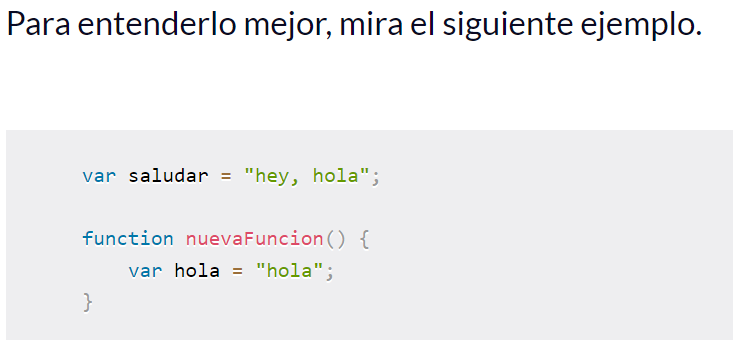 Para entenderlo mejor, mira el siguiente ejemplo.
var saludar = "hey, hola";
function nuevaFuncion() {
    var hola = "hola";
}